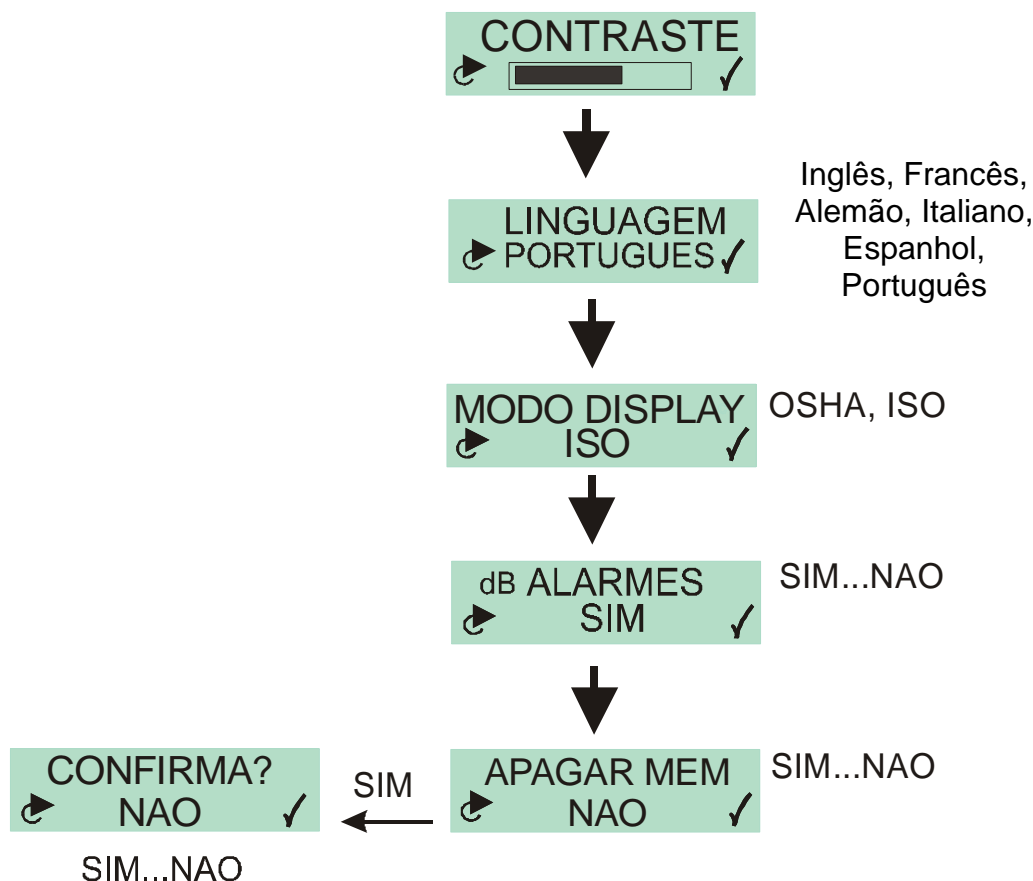 CONTRASTE
LINGUAGEM
PORTUGUES
Inglês, Francês,
Alemão, Italiano,
Espanhol,
Português
MODO DISPLAY
ISO
OSHA, ISO
dB ALARMES
SIM
SIM...NAO
APAGAR MEM
NAO
SIM...NAO
SIM
CONFIRMA?
NAO
SIM...NAO